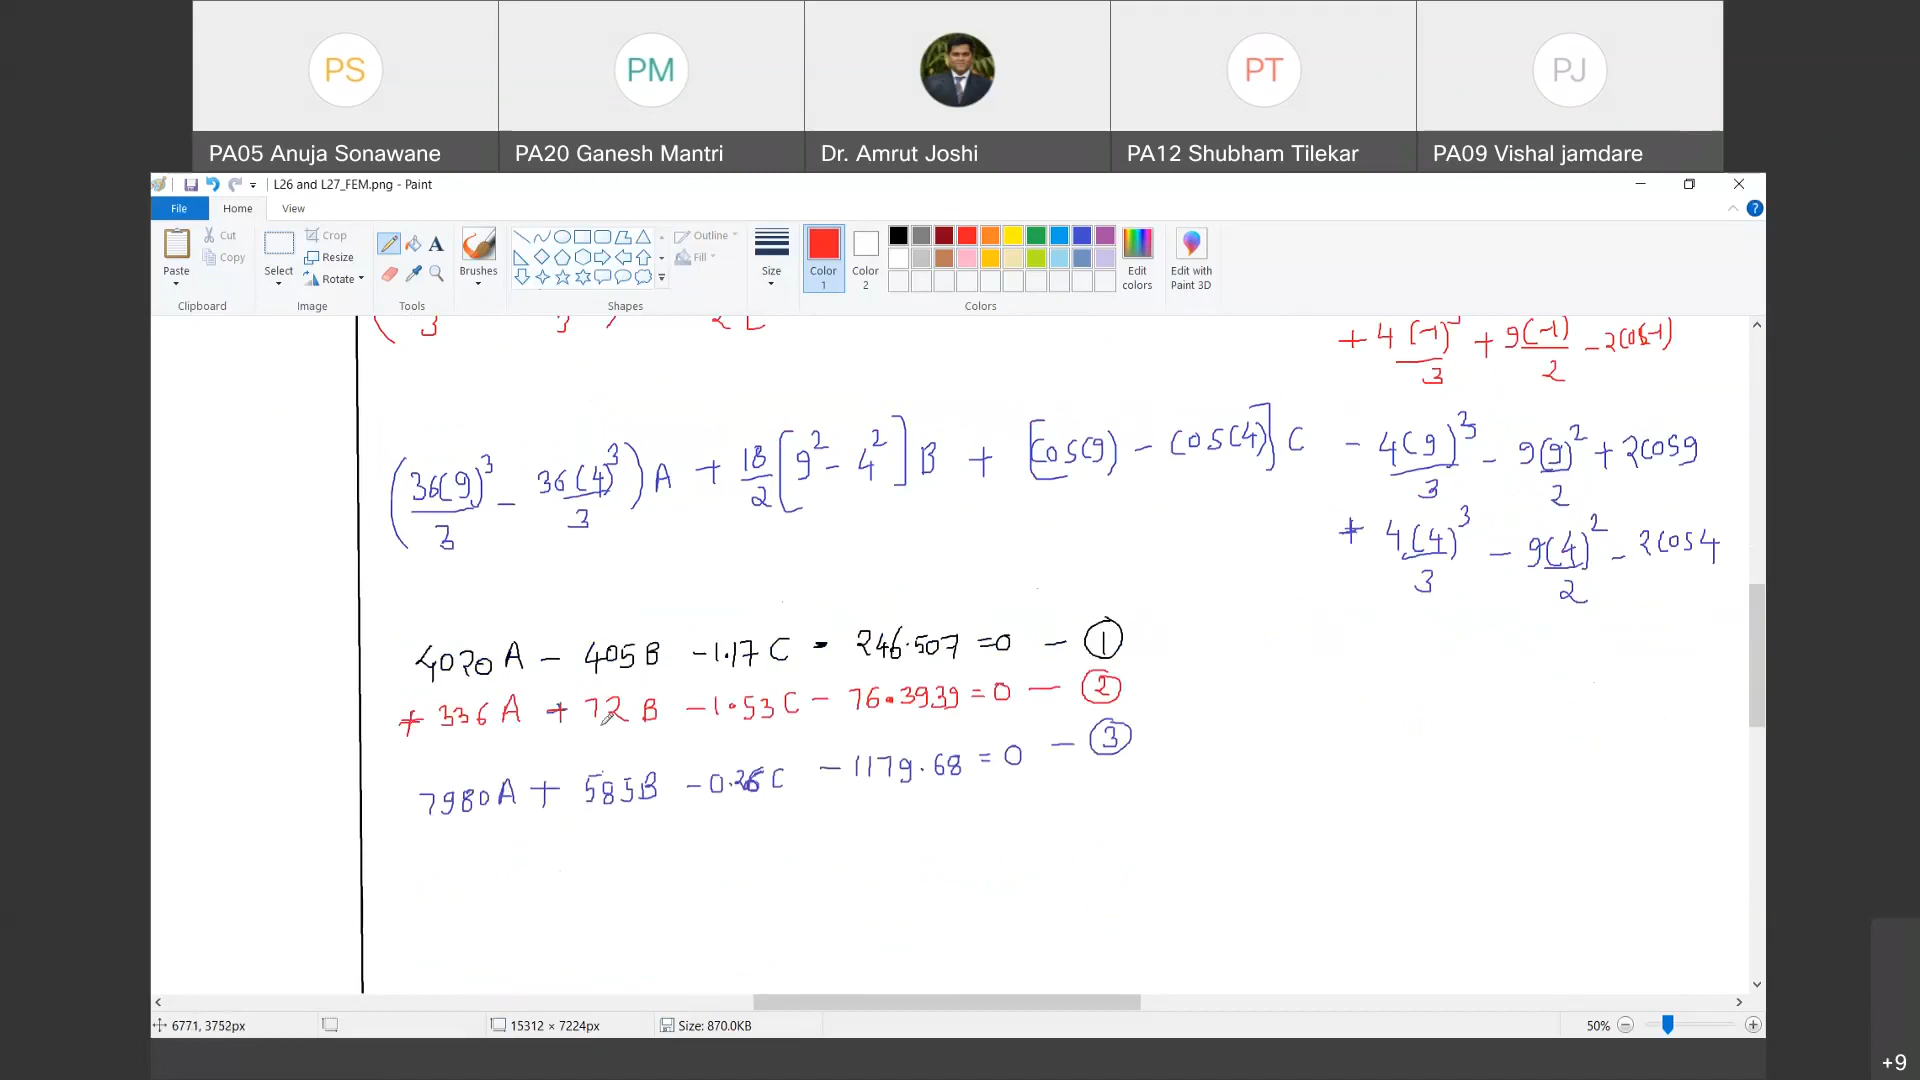 PS PM PT PJ
PA05 Anuja Sonawane PA20 Ganesh Mantri Dr. Amrut Joshi PA12 Shubham Tilekar PA09 Vishal jamdare
L26 and L27_FEM.png - Paint
File Home View
Paste Cut Copy Select Crop Resize Rotate A Brushes Outline Fill Size Color 1 Color 2 Edit colors Edit with Paint 3D
Clipboard Image Tools Shapes Colors
+ 4(-1)³/3 + 9(-1)/2 - 2cos(-1)
(36(9)³/3 - 36(4)³/3) A + 18/2 [9² - 4²] B + [cos(9) - cos(4)] C - 4(9)³/3 - 9(9)²/2 + 2cos9
+ 4(4)³/3 - 9(4)²/2 - 2cos4
4020 A - 405B - 1.17 C - 246.507 = 0 - ①
+ 336 A + 72 B - 1.53 C - 76.3939 = 0 - ②
7980A + 585B - 0.26C - 1179.68 = 0 - ③
6771, 3752px 15312 × 7224px Size: 870.0KB 50%
+9